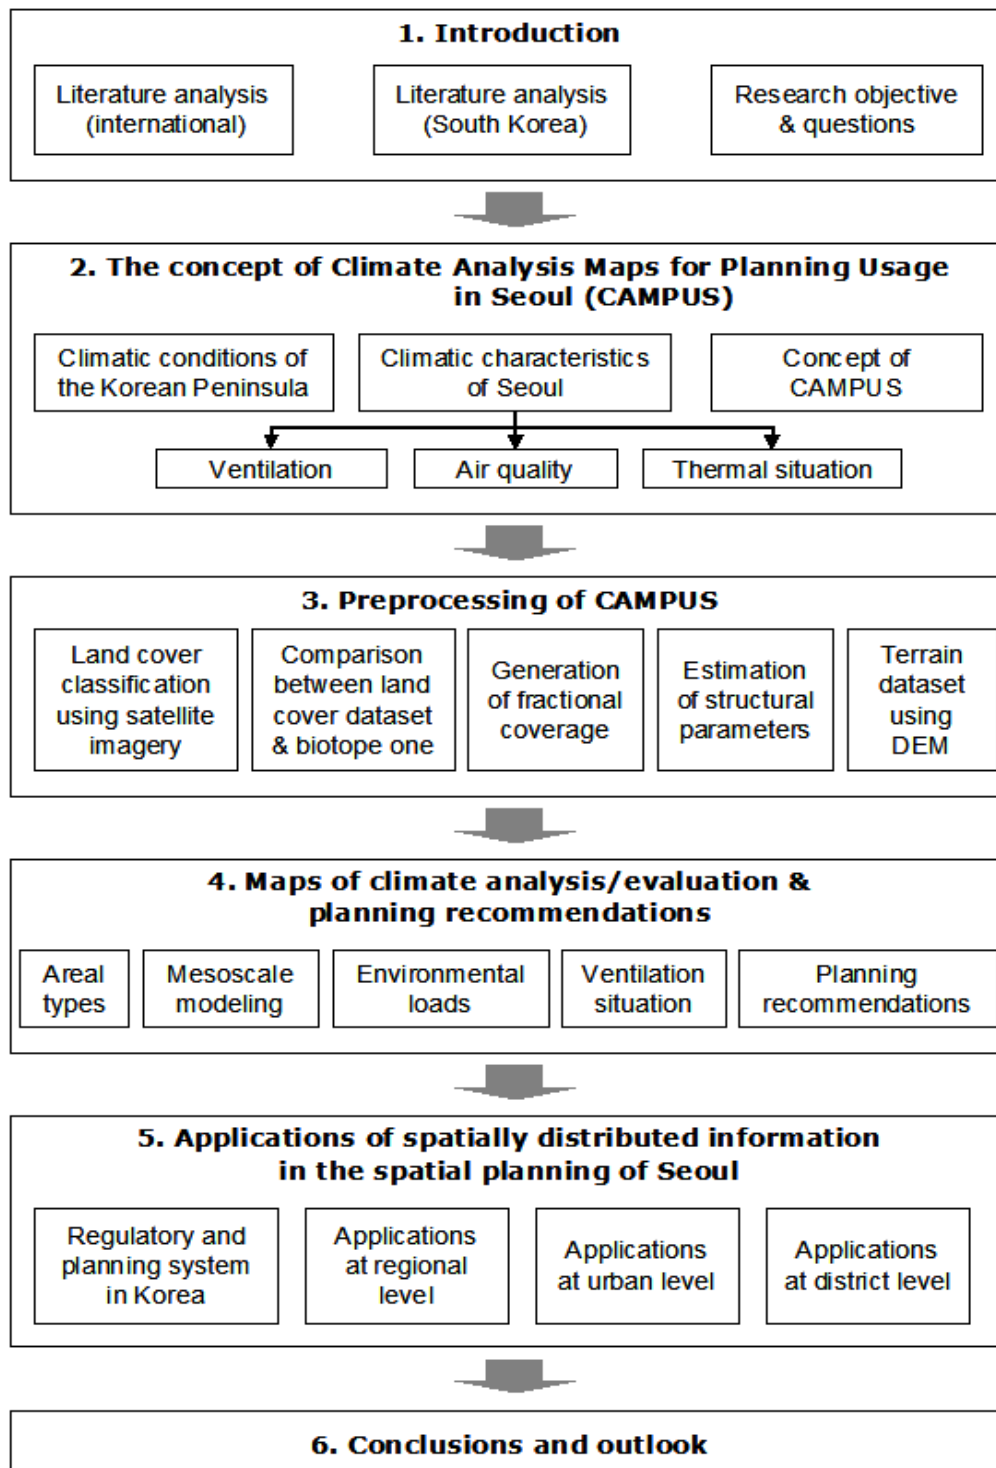 1. Introduction
Literature analysis
(international)
Literature analysis
(South Korea)
Research objective
& questions
2. The concept of Climate Analysis Maps for Planning Usage
in Seoul (CAMPUS)
Climatic conditions of
the Korean Peninsula
Climatic characteristics
of Seoul
Concept of
CAMPUS
Ventilation
Air quality
Thermal situation
3. Preprocessing of CAMPUS
Land cover
classification
using satellite
imagery
Comparison
between land
cover dataset
& biotope one
Generation
of fractional
coverage
Estimation
of structural
parameters
Terrain
dataset
using
DEM
4. Maps of climate analysis/evaluation &
planning recommendations
Areal
types
Mesoscale
modeling
Environmental
loads
Ventilation
situation
Planning
recommendations
5. Applications of spatially distributed information
in the spatial planning of Seoul
Regulatory and
planning system
in Korea
Applications
at regional
level
Applications
at urban level
Applications
at district level
6. Conclusions and outlook